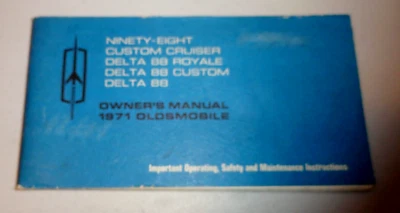 NINETY-EIGHT
CUSTOM CRUISER
DELTA 88 ROYALE
DELTA 88 CUSTOM
DELTA 88
OWNER'S MANUAL
1971 OLDSMOBILE
Important Operating, Safety and Maintenance Instructions